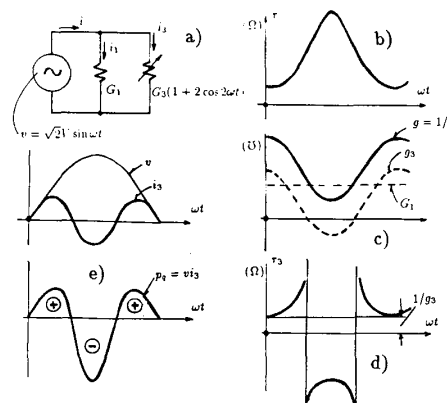 i
i₁
i₃
a)
G₁
G₃(1 + 2 cos 2ωt)
v = √2V sin ωt
(Ω)
r
b)
ωt
(℧)
g = 1/
g₃
ωt
G₁
c)
v
i₃
ωt
e)
p_q = vi₃
ωt
+
−
+
(Ω)
r₃
1/g₃
ωt
d)